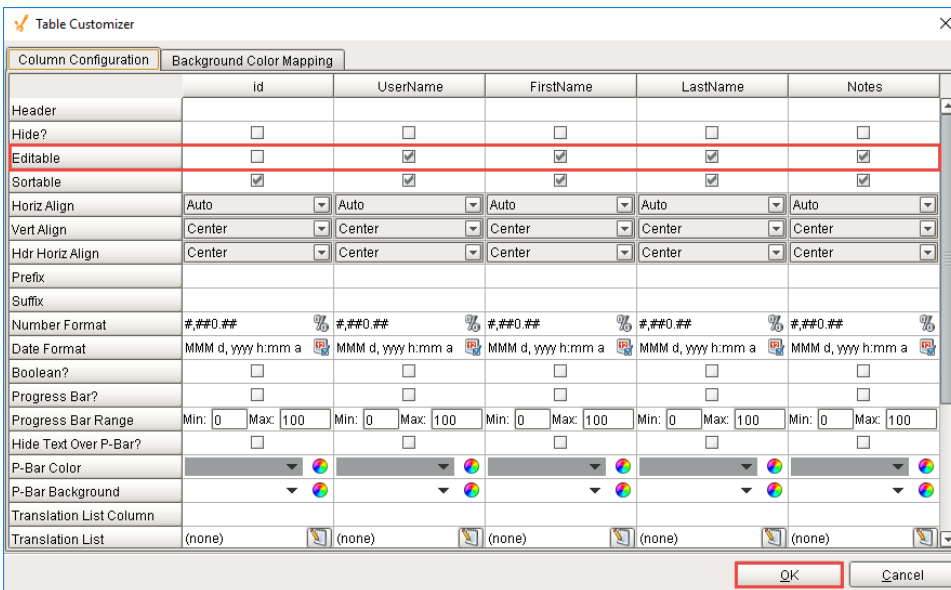 Table Customizer
Column Configuration Background Color Mapping
id UserName FirstName LastName Notes
Header
Hide?
Editable
Sortable
Horiz Align Auto Auto Auto Auto Auto
Vert Align Center Center Center Center Center
Hdr Horiz Align Center Center Center Center Center
Prefix
Suffix
Number Format #,##0.## #,##0.## #,##0.## #,##0.## #,##0.##
Date Format MMM d, yyyy h:mm a MMM d, yyyy h:mm a MMM d, yyyy h:mm a MMM d, yyyy h:mm a MMM d, yyyy h:mm a
Boolean?
Progress Bar?
Progress Bar Range Min: 0 Max: 100 Min: 0 Max: 100 Min: 0 Max: 100 Min: 0 Max: 100 Min: 0 Max: 100
Hide Text Over P-Bar?
P-Bar Color
P-Bar Background
Translation List Column
Translation List (none) (none) (none) (none) (none)
OK Cancel